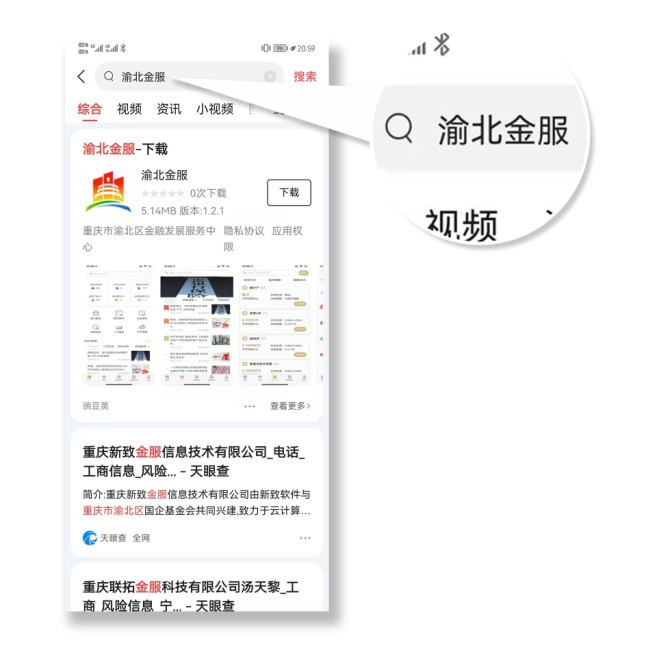 20:59
渝北金服
搜索
综合 视频 资讯 小视频
渝北金服-下载
渝北金服
0次下载
5.14MB 版本:1.2.1
下载
重庆市渝北区金融发展服务中心
隐私协议 应用权限
豌豆荚
查看更多
重庆新致金服信息技术有限公司_电话_
工商信息_风险... - 天眼查
简介:重庆新致金服信息技术有限公司由新致软件与
重庆市渝北区国企基金会共同兴建,致力于云计算...
天眼查 全网
重庆联拓金服科技有限公司汤天黎_工
商_风险信息_宁... - 天眼查
渝北金服
视频